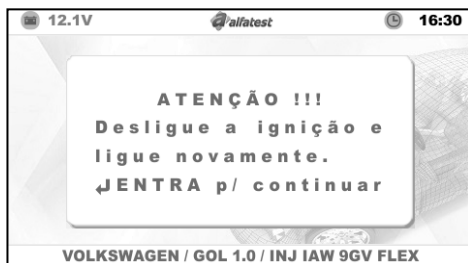 12.1V alfatest 16:30
ATENÇÃO !!!
Desligue a ignição e
ligue novamente.
↲ENTRA p/ continuar
VOLKSWAGEN / GOL 1.0 / INJ IAW 9GV FLEX